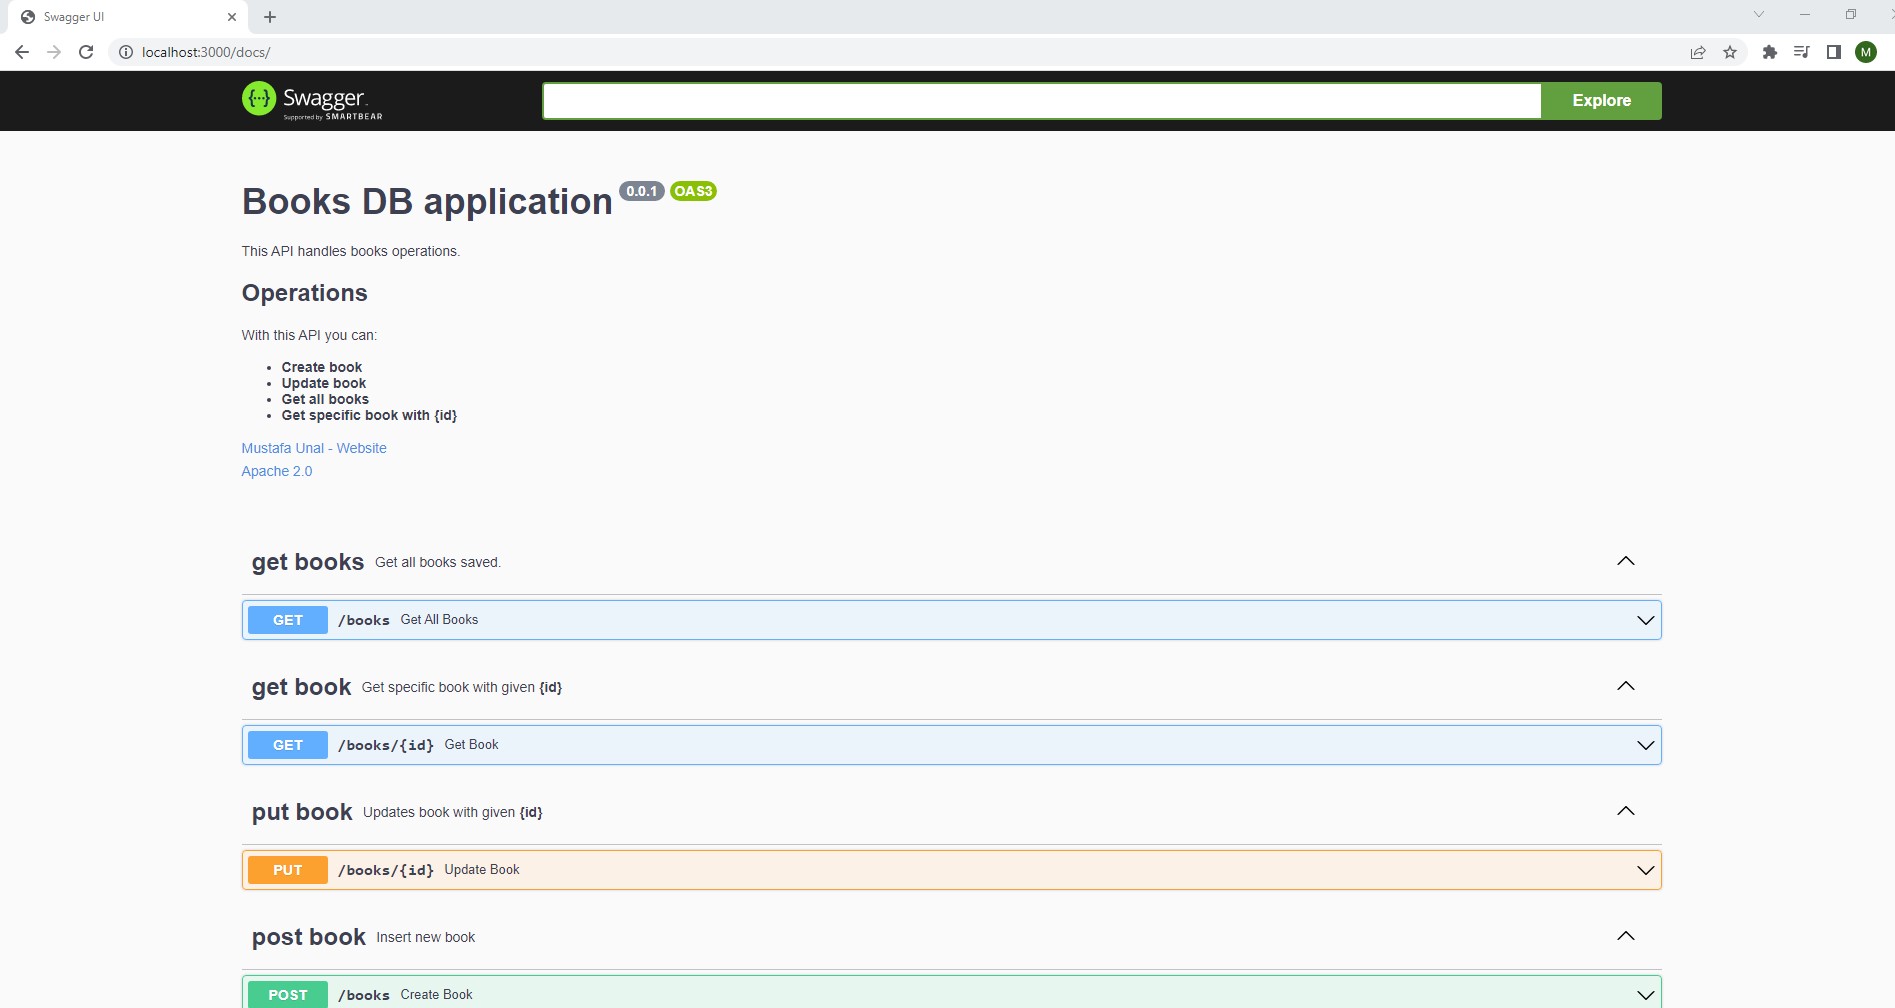 Swagger UI
localhost:3000/docs/
M
{...} Swagger.
Supported by SMARTBEAR
Explore
Books DB application 0.0.1 OAS3
This API handles books operations.
Operations
With this API you can:
• Create book
• Update book
• Get all books
• Get specific book with {id}
Mustafa Unal - Website
Apache 2.0
get books Get all books saved.
GET /books Get All Books
get book Get specific book with given {id}
GET /books/{id} Get Book
put book Updates book with given {id}
PUT /books/{id} Update Book
post book Insert new book
POST /books Create Book